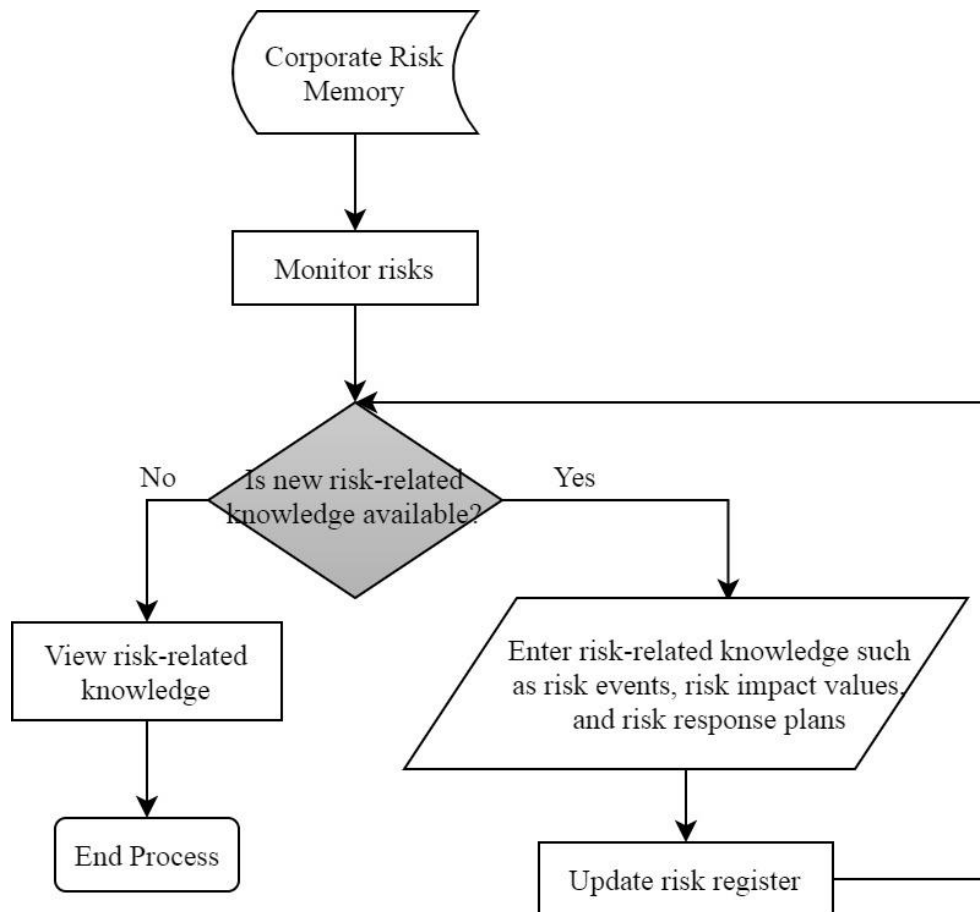 Corporate Risk
Memory
Monitor risks
Is new risk-related
knowledge available?
No
Yes
View risk-related
knowledge
Enter risk-related knowledge such
as risk events, risk impact values,
and risk response plans
End Process
Update risk register